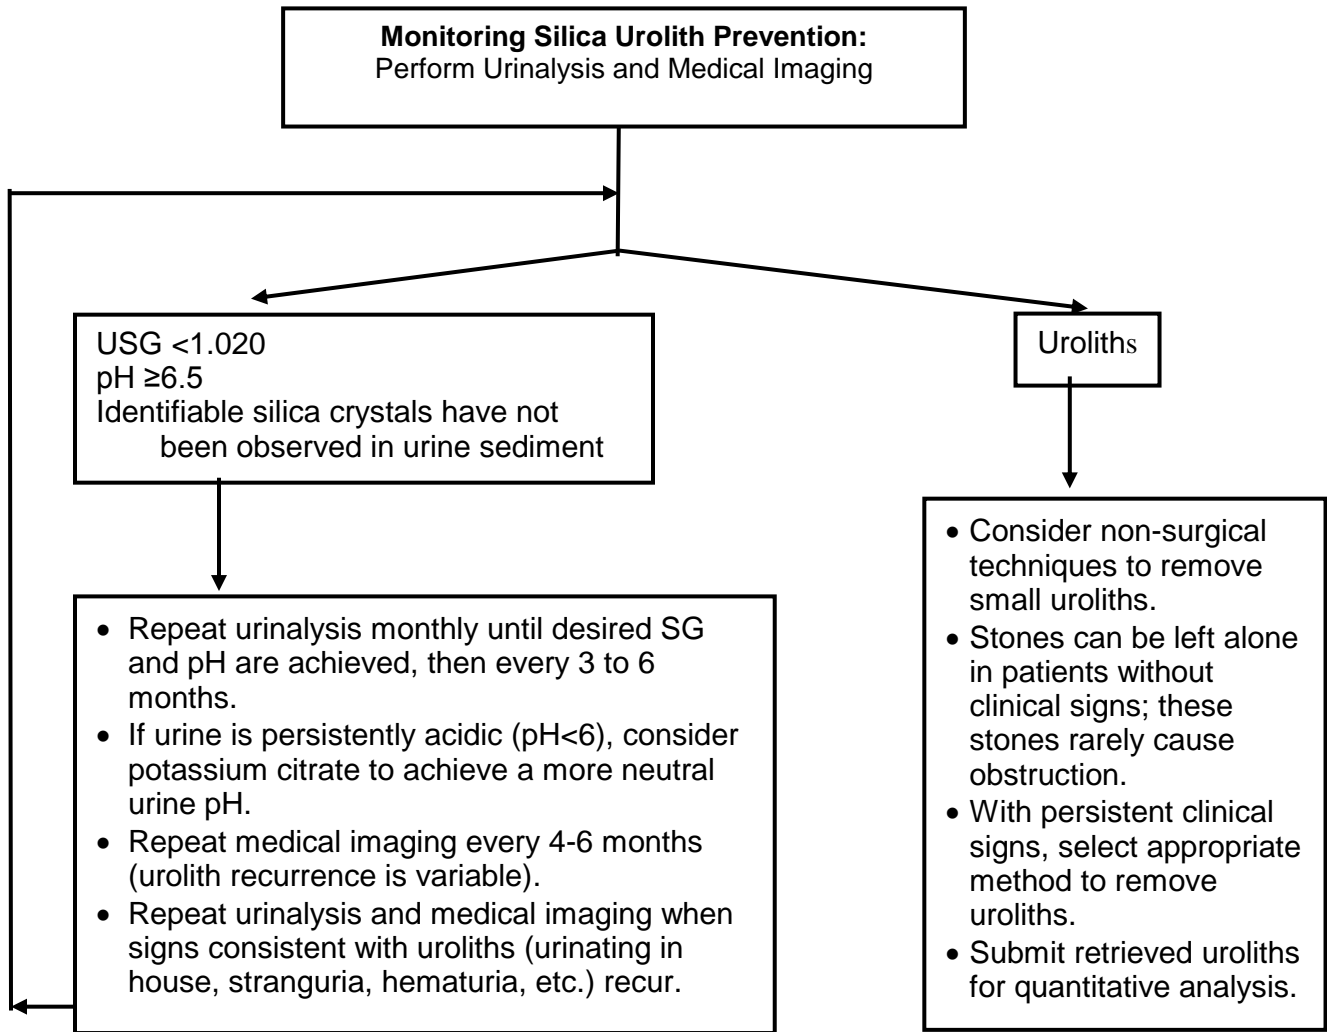 Monitoring Silica Urolith Prevention:
Perform Urinalysis and Medical Imaging
USG <1.020
pH ≥6.5
Identifiable silica crystals have not
been observed in urine sediment
Uroliths
• Repeat urinalysis monthly until desired SG
and pH are achieved, then every 3 to 6
months.
• If urine is persistently acidic (pH<6), consider
potassium citrate to achieve a more neutral
urine pH.
• Repeat medical imaging every 4-6 months
(urolith recurrence is variable).
• Repeat urinalysis and medical imaging when
signs consistent with uroliths (urinating in
house, stranguria, hematuria, etc.) recur.
• Consider non-surgical
techniques to remove
small uroliths.
• Stones can be left alone
in patients without
clinical signs; these
stones rarely cause
obstruction.
• With persistent clinical
signs, select appropriate
method to remove
uroliths.
• Submit retrieved uroliths
for quantitative analysis.